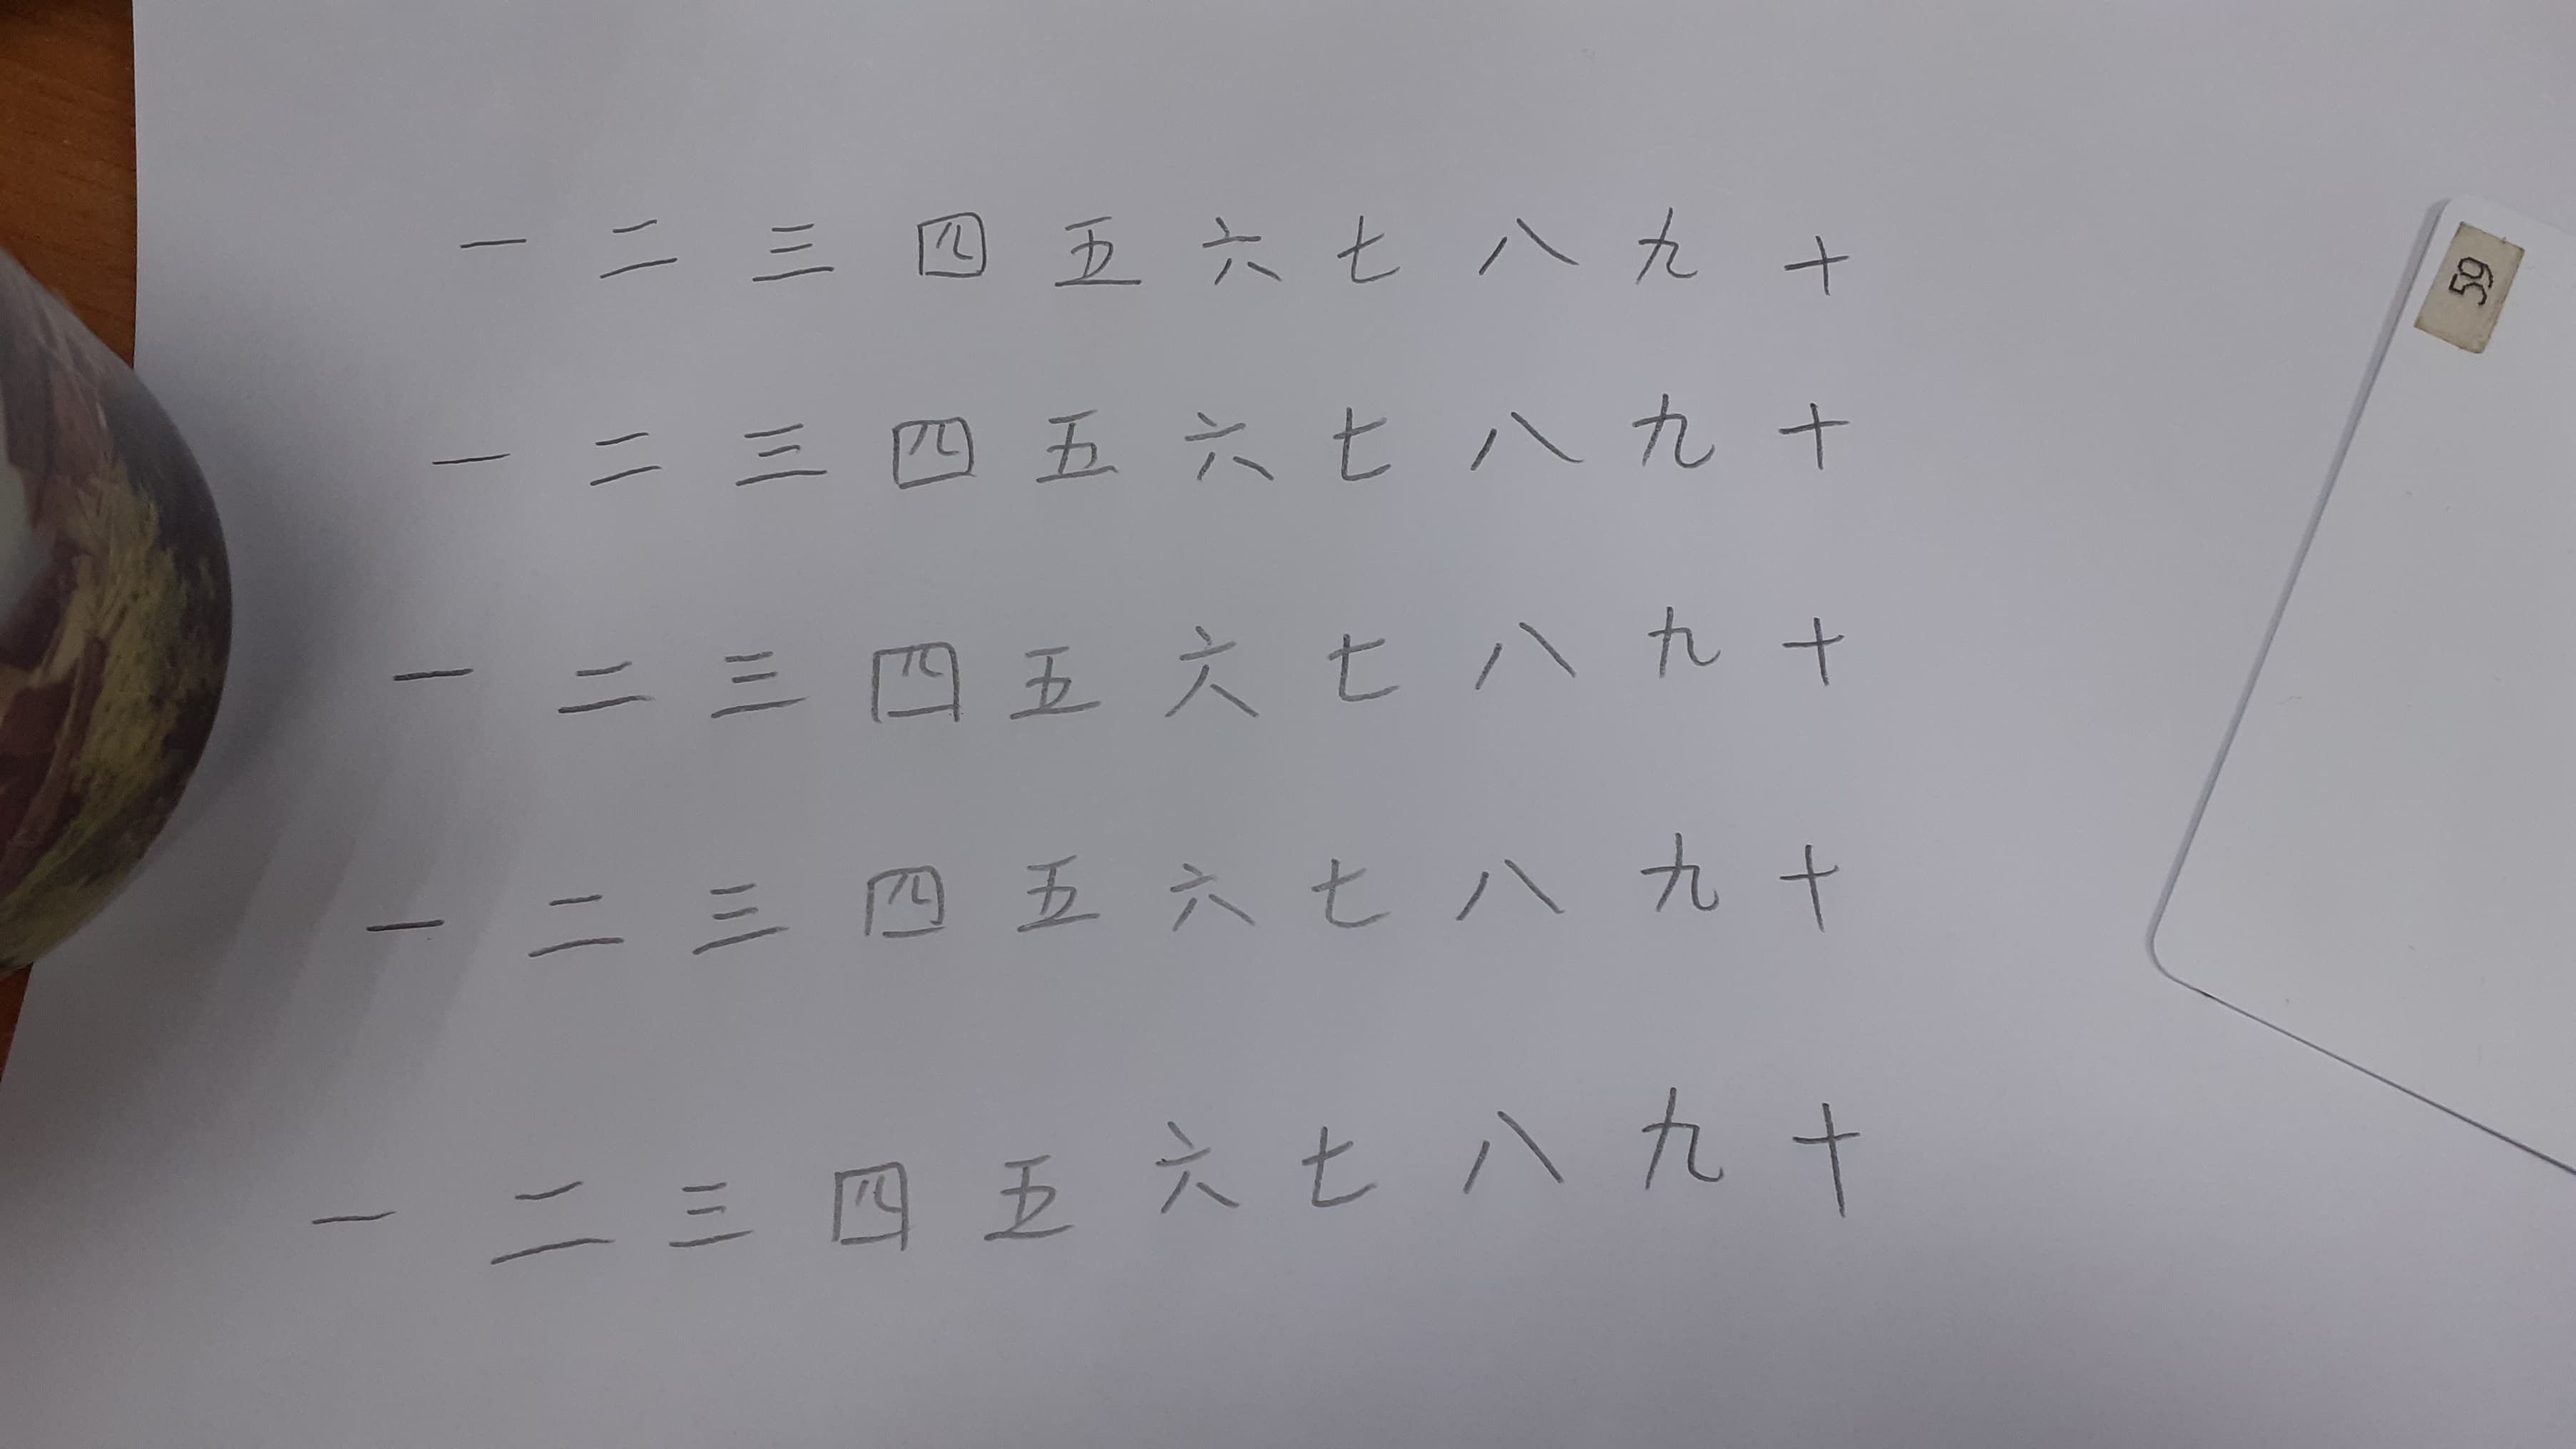 一 二 三 四 五 六 七 八 九 十
一 二 三 四 五 六 七 八 九 十
一 二 三 四 五 六 七 八 九 十
一 二 三 四 五 六 七 八 九 十
一 二 三 四 五 六 七 八 九 十
59